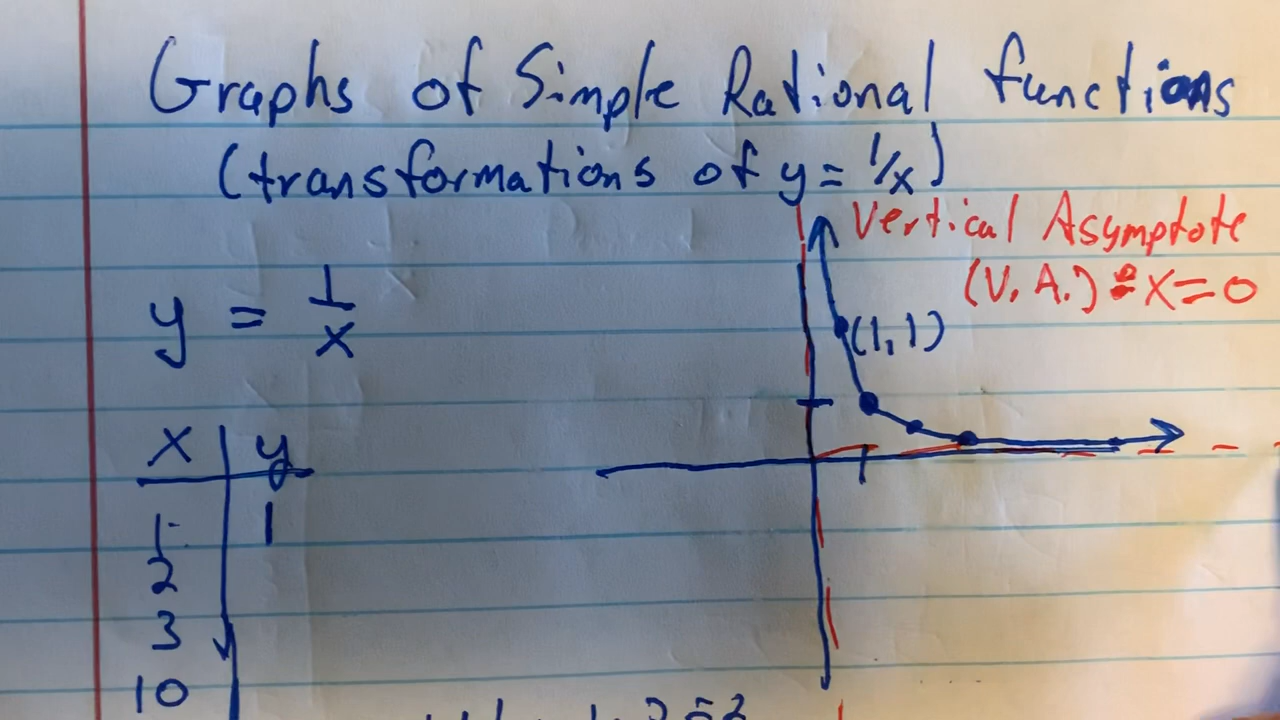 Graphs of Simple Rational functions
(transformations of y = 1/x)
Vertical Asymptote
(V. A.) : x = 0
y = 1/x
(1, 1)
x y
1 1
2
3
10